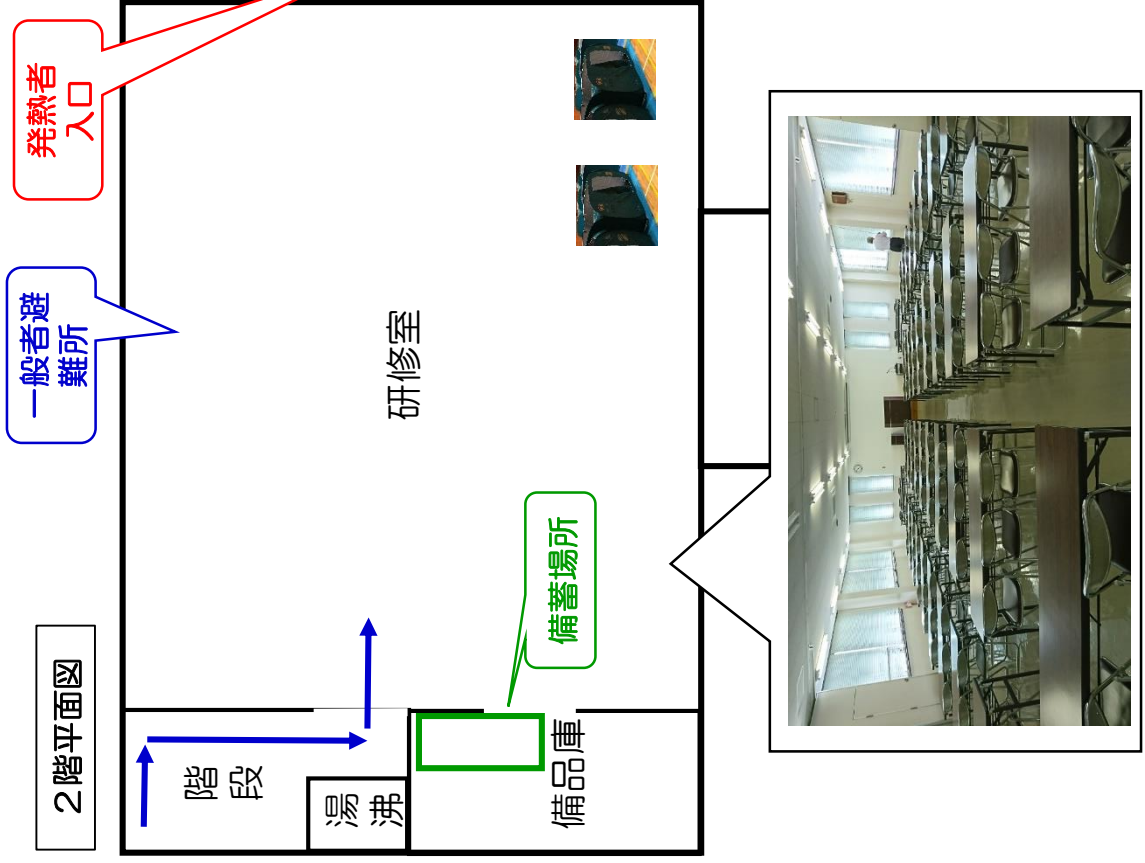 ２階平面図
一般者避
難所
発熱者
入口
階
段
湯
沸
研修室
備蓄場所
備品庫